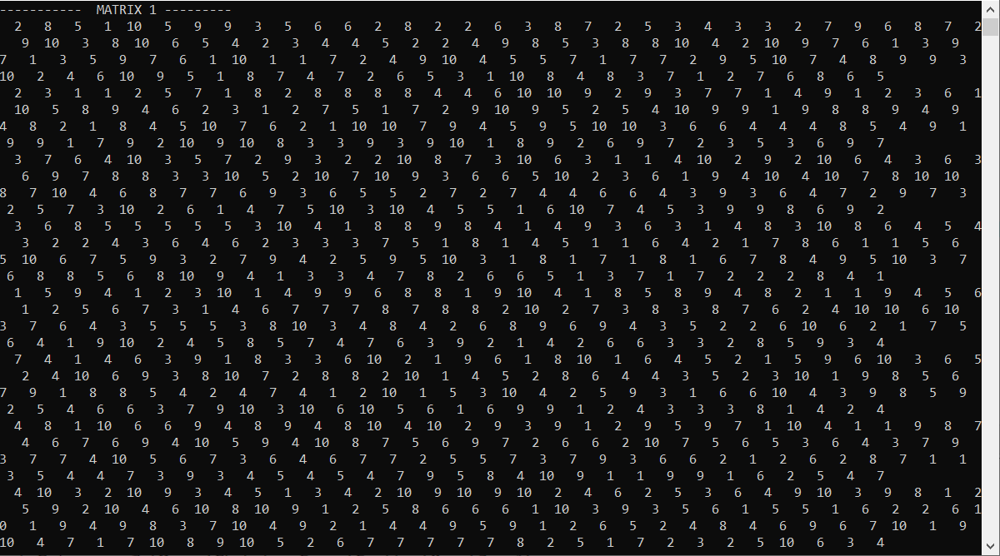 -----------  MATRIX 1 ---------
2 8 5 1 10 5 9 9 3 5 6 6 2 8 2 2 6 3 8 7 2 5 3 4 3 3 2 7 9 6 8 7 2
9 10 3 8 10 6 5 4 2 3 4 4 5 2 2 4 9 8 5 3 8 8 10 4 2 10 9 7 6 1 3 9
7 1 3 5 9 7 6 1 10 1 1 7 2 4 9 10 4 5 5 7 1 7 7 2 9 5 10 7 4 8 9 9 3
10 2 4 6 10 9 5 1 8 7 4 7 2 6 5 3 1 10 8 4 8 3 7 1 2 7 6 8 6 5
2 3 1 1 2 5 7 1 8 2 8 8 8 8 4 4 6 10 10 9 2 9 3 7 7 1 4 9 1 2 3 6 1
10 5 8 9 4 6 2 3 1 2 7 5 1 7 2 9 10 9 5 2 5 4 10 9 9 1 9 8 8 9 4 9
4 8 2 1 8 4 5 10 7 6 2 1 10 10 7 9 4 5 9 5 10 10 3 6 6 4 4 4 8 5 4 9 1
9 9 1 7 9 2 10 9 10 8 3 3 9 3 9 10 1 8 9 2 6 9 7 2 3 5 3 6 9 7
3 7 6 4 10 3 5 7 2 9 3 2 2 10 8 7 3 10 6 3 1 1 4 10 2 9 2 10 6 4 3 6 3
6 9 7 8 8 3 3 10 5 2 10 7 10 9 3 6 6 5 10 2 3 6 1 9 4 10 4 10 7 8 10 10
8 7 10 4 6 8 7 7 6 9 3 6 5 5 2 7 2 7 4 4 6 6 4 3 9 3 6 4 7 2 9 7 3
2 5 7 3 10 2 6 1 4 7 5 10 3 10 4 5 5 1 6 10 7 4 5 3 9 9 8 6 9 2
3 6 8 5 5 5 5 5 3 10 4 1 8 8 9 8 4 1 4 9 3 6 3 1 4 8 3 10 8 6 4 5 4
3 2 2 4 3 6 4 6 2 3 3 3 7 5 1 8 1 4 5 1 1 6 4 2 1 7 8 6 1 1 5 6
5 10 6 7 5 9 3 2 7 9 4 2 5 9 5 10 3 1 8 1 7 1 8 1 6 7 8 4 9 5 10 3 7
6 8 8 5 6 8 10 9 4 1 3 3 4 7 8 2 6 6 5 1 3 7 1 7 2 2 2 8 4 1
1 5 9 4 1 2 3 10 1 4 9 9 6 8 8 1 9 10 4 1 8 5 8 9 4 8 2 1 1 9 4 5 6
1 2 5 6 7 3 1 4 6 7 7 7 8 7 8 8 2 10 2 7 3 8 3 8 7 6 2 4 10 10 6 10
3 7 6 4 3 5 5 5 3 8 10 3 4 8 4 2 6 8 9 6 9 4 3 5 2 2 6 10 6 2 1 7 5
6 4 1 9 10 2 4 5 8 5 7 4 7 6 3 9 2 1 4 2 6 6 3 3 2 8 5 9 3 4
7 4 1 4 6 3 9 1 8 3 3 6 10 2 1 9 6 1 8 10 1 6 4 5 2 1 5 9 6 10 3 6 5
2 4 10 6 9 3 8 10 7 2 8 8 2 10 1 4 5 2 8 6 4 4 3 5 2 3 10 1 9 8 5 6
7 9 1 8 8 5 4 2 4 7 4 1 2 10 1 5 3 10 4 2 5 9 3 1 6 6 10 4 3 9 8 5 9
2 5 4 6 6 3 7 9 10 3 10 6 10 5 6 1 6 9 9 1 2 4 3 3 3 8 1 4 2 4
4 8 1 10 6 6 9 4 8 9 4 8 10 4 10 2 9 3 9 1 2 9 5 9 7 1 10 4 1 1 9 8 7
4 6 7 6 9 4 10 5 9 4 10 8 7 5 6 9 7 2 6 6 2 10 7 5 6 5 3 6 4 3 7 9
3 7 7 4 10 5 6 7 3 6 4 6 7 7 2 5 5 7 3 7 9 3 6 6 2 1 2 6 2 8 7 1 1
3 5 4 4 7 3 9 3 4 5 4 5 4 7 9 5 8 4 10 9 1 1 9 9 1 6 2 5 4 7
4 10 3 2 10 9 3 4 5 1 3 4 2 10 9 10 9 10 2 4 6 2 5 3 6 4 9 10 3 9 8 1 2
5 9 2 10 4 6 10 8 10 9 1 2 5 8 6 6 6 1 10 3 9 3 5 6 1 5 5 1 6 2 2 6 1
0 1 9 4 9 8 3 7 10 4 9 2 1 4 4 9 5 9 1 2 6 5 2 4 8 4 6 9 6 7 10 1 9
10 4 7 1 7 10 8 9 10 5 2 6 7 7 7 7 7 8 2 5 1 7 2 3 2 5 10 6 3 4